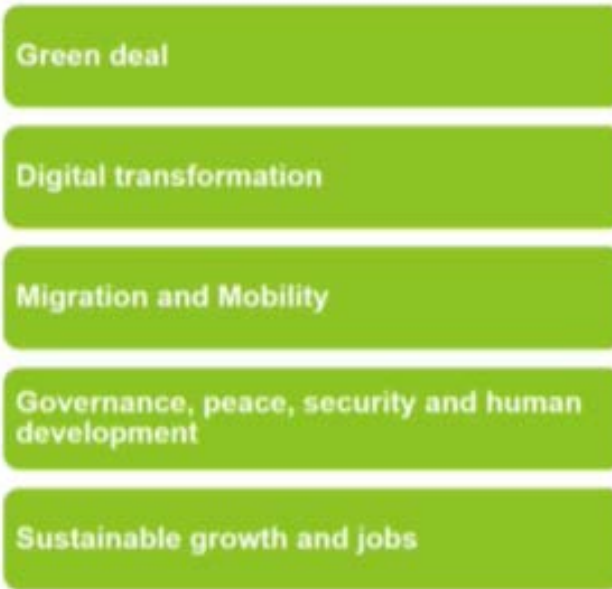 Green deal
Digital transformation
Migration and Mobility
Governance, peace, security and human
development
Sustainable growth and jobs